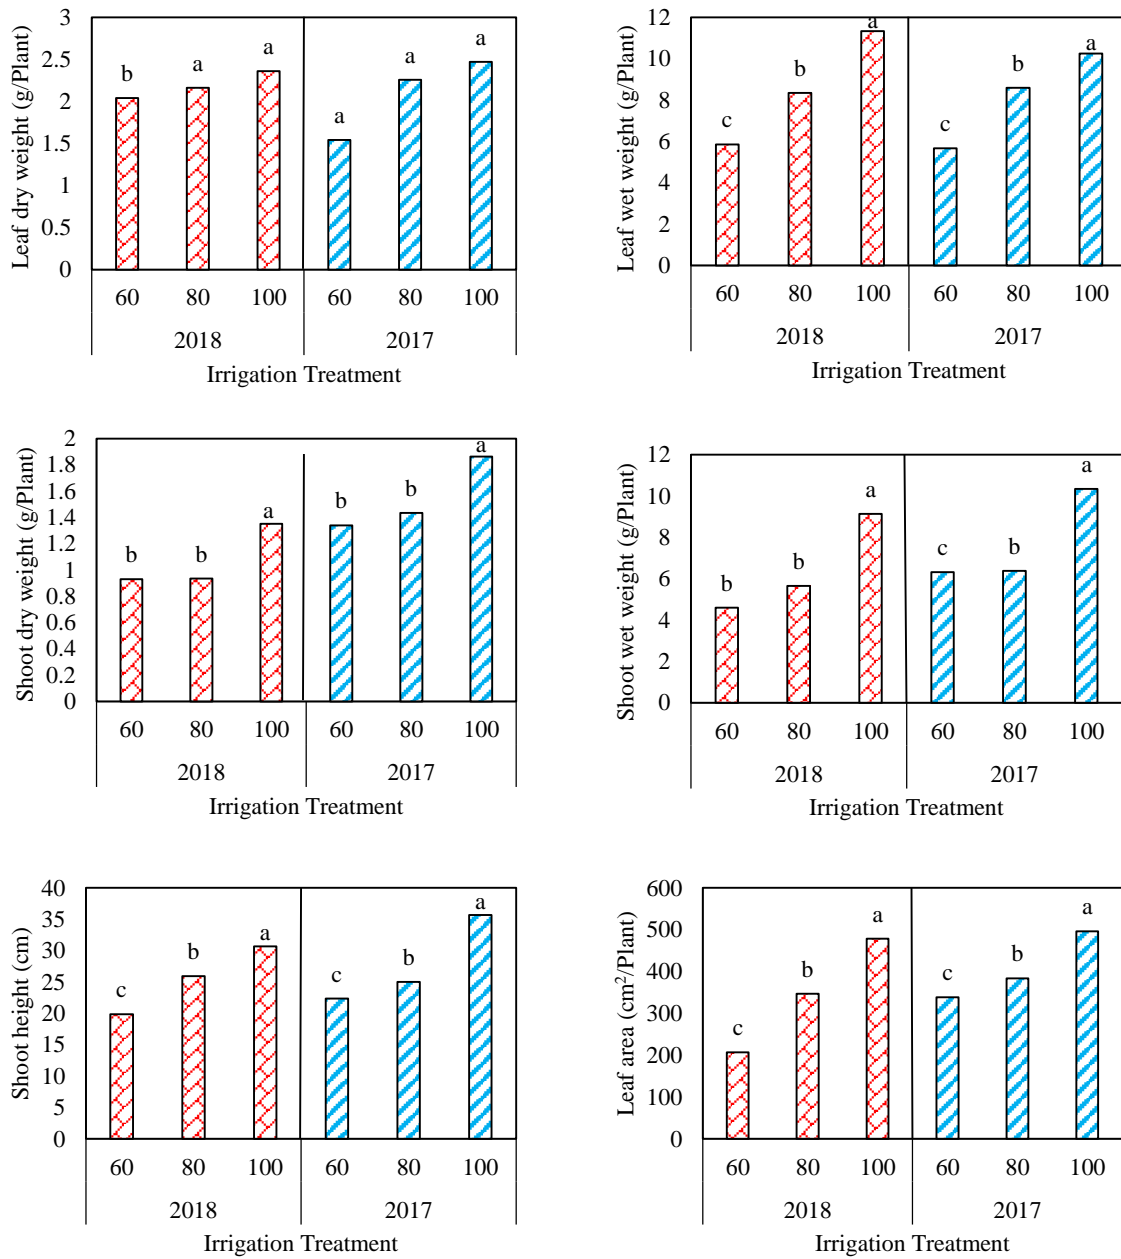 Leaf dry weight (g/Plant)
3
2.5
2
1.5
1
0.5
0
b
a
a
a
a
a
60 80 100 60 80 100
2018 2017
Irrigation Treatment
Leaf wet weight (g/Plant)
12
10
8
6
4
2
0
c
b
a
c
b
a
60 80 100 60 80 100
2018 2017
Irrigation Treatment
Shoot dry weight (g/Plant)
2
1.8
1.6
1.4
1.2
1
0.8
0.6
0.4
0.2
0
b
b
a
b
b
a
60 80 100 60 80 100
2018 2017
Irrigation Treatment
Shoot wet weight (g/Plant)
12
10
8
6
4
2
0
b
b
a
c
b
a
60 80 100 60 80 100
2018 2017
Irrigation Treatment
Shoot height (cm)
40
35
30
25
20
15
10
5
0
c
b
a
c
b
a
60 80 100 60 80 100
2018 2017
Irrigation Treatment
Leaf area (cm²/Plant)
600
500
400
300
200
100
0
c
b
a
c
b
a
60 80 100 60 80 100
2018 2017
Irrigation Treatment